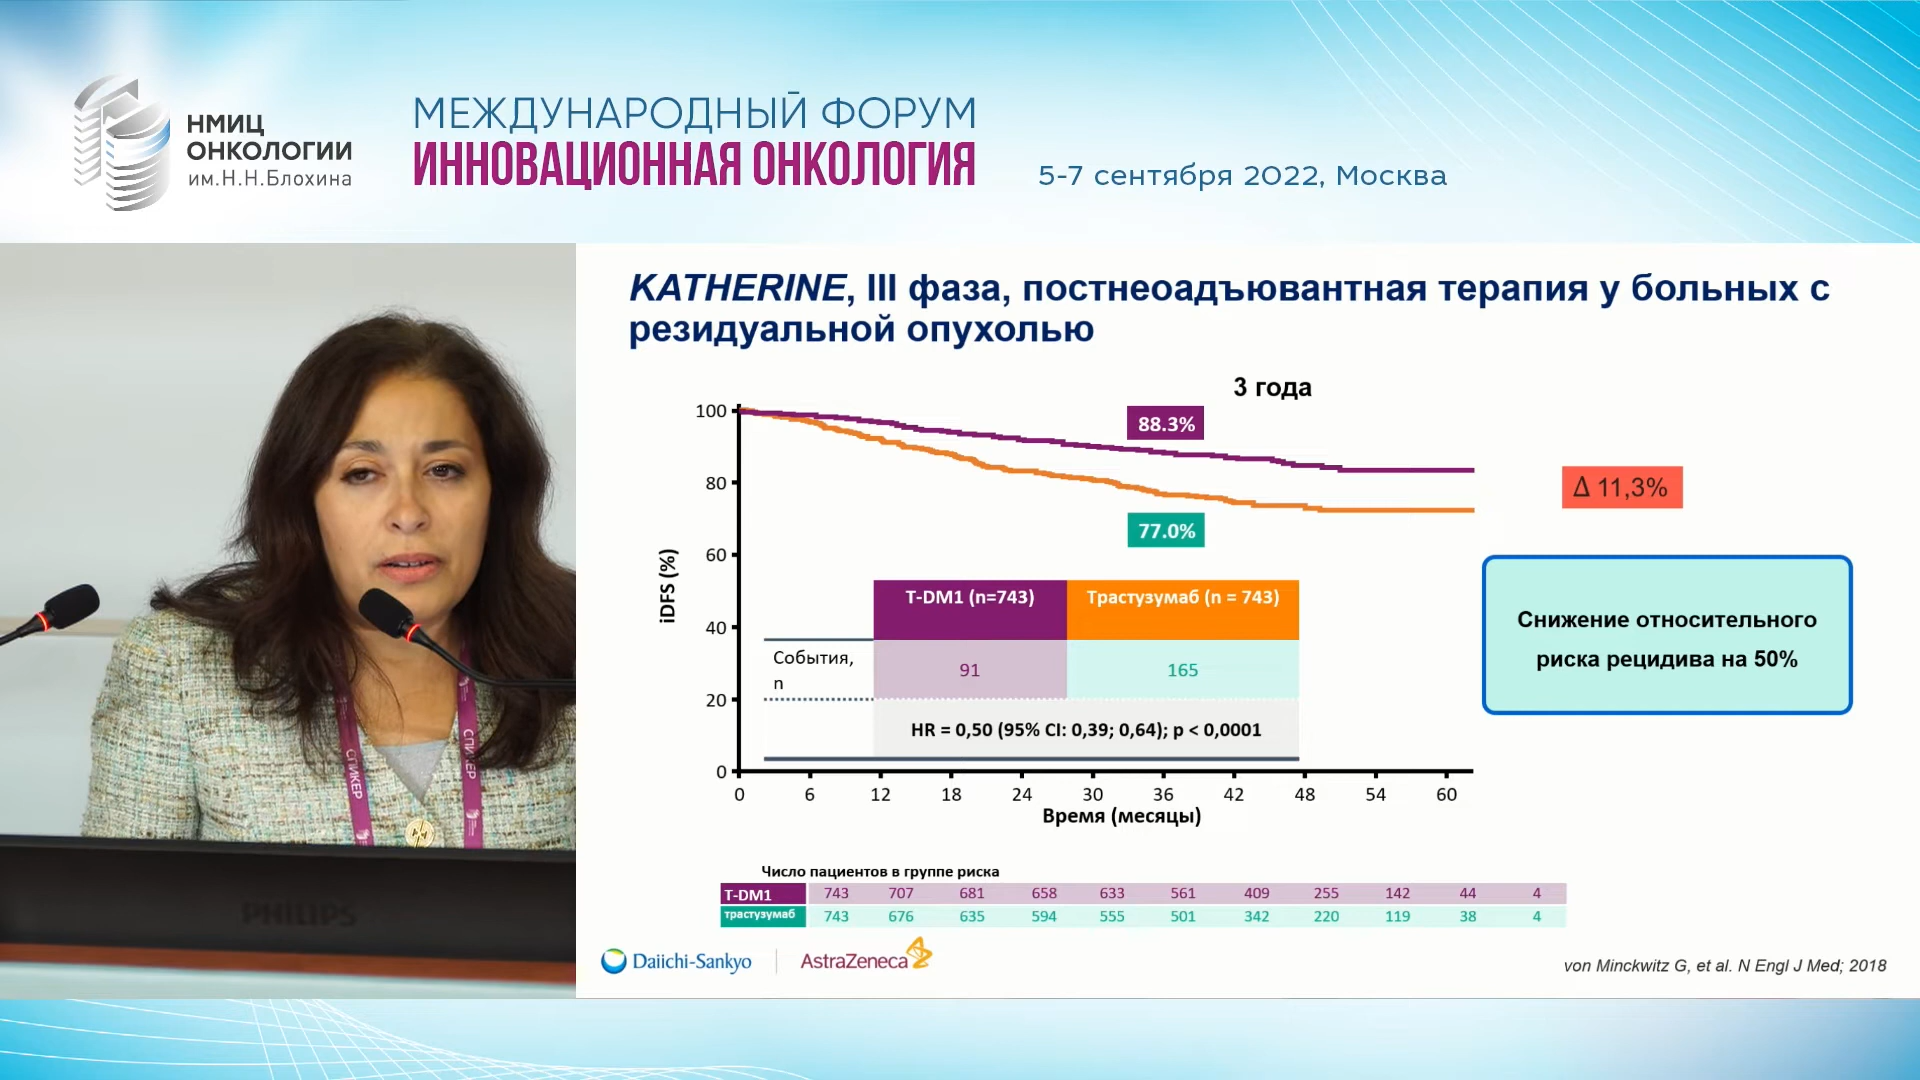 НМИЦ
ОНКОЛОГИИ
им.Н.Н.Блохина
МЕЖДУНАРОДНЫЙ ФОРУМ
ИННОВАЦИОННАЯ ОНКОЛОГИЯ
5-7 сентября 2022, Москва
KATHERINE, III фаза, постнеоадъювантная терапия у больных с
резидуальной опухолью
3 года
100
80
60
40
20
0
iDFS (%)
88.3%
77.0%
Δ 11,3%
T-DM1 (n=743) Трастузумаб (n = 743)
События,
n
91 165
HR = 0,50 (95% CI: 0,39; 0,64); p < 0,0001
0 6 12 18 24 30 36 42 48 54 60
Время (месяцы)
Снижение относительного
риска рецидива на 50%
Число пациентов в группе риска
T-DM1 743 707 681 658 633 561 409 255 142 44 4
трастузумаб 743 676 635 594 555 501 342 220 119 38 4
Daiichi-Sankyo
AstraZeneca
von Minckwitz G, et al. N Engl J Med; 2018
СПИКЕР
СПИКЕР
PHILIPS